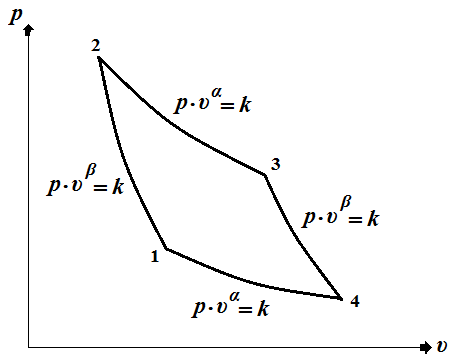 p
2
p·υ^α = k
3
p·υ^β = k
p·υ^β = k
1
p·υ^α = k
4
υ